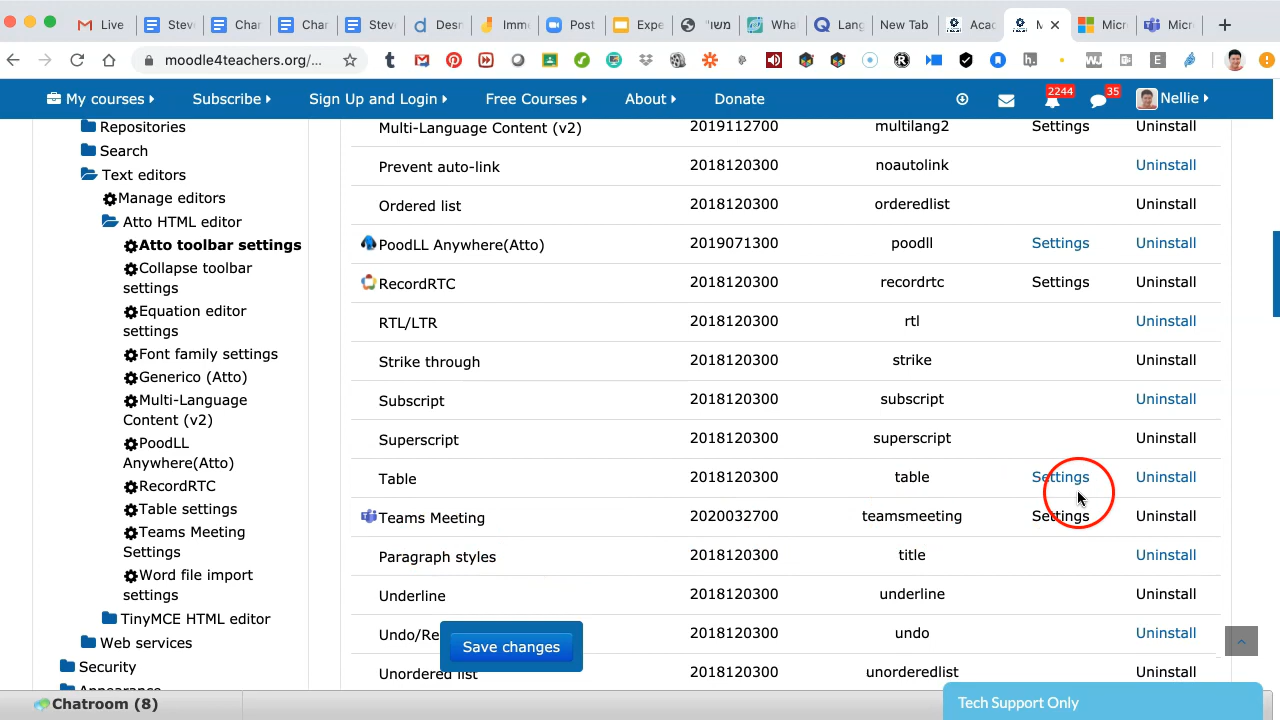 Live
Stev
Char
Char
Stev
Desn
Imme
Post
Expe
משו"
Wha
Lang
New Tab
Acac
M
Micr
Micr
moodle4teachers.org/...
My courses
Subscribe
Sign Up and Login
Free Courses
About
Donate
2244
35
Nellie
Repositories
Search
Text editors
Manage editors
Atto HTML editor
Atto toolbar settings
Collapse toolbar
settings
Equation editor
settings
Font family settings
Generico (Atto)
Multi-Language
Content (v2)
PoodLL
Anywhere(Atto)
RecordRTC
Table settings
Teams Meeting
Settings
Word file import
settings
TinyMCE HTML editor
Web services
Security
Appearance
Multi-Language Content (v2) 2019112700 multilang2 Settings Uninstall
Prevent auto-link 2018120300 noautolink Uninstall
Ordered list 2018120300 orderedlist Uninstall
PoodLL Anywhere(Atto) 2019071300 poodll Settings Uninstall
RecordRTC 2018120300 recordrtc Settings Uninstall
RTL/LTR 2018120300 rtl Uninstall
Strike through 2018120300 strike Uninstall
Subscript 2018120300 subscript Uninstall
Superscript 2018120300 superscript Uninstall
Table 2018120300 table Settings Uninstall
Teams Meeting 2020032700 teamsmeeting Settings Uninstall
Paragraph styles 2018120300 title Uninstall
Underline 2018120300 underline Uninstall
Undo/Re 2018120300 undo Uninstall
Unordered list 2018120300 unorderedlist Uninstall
Save changes
Chatroom (8)
Tech Support Only